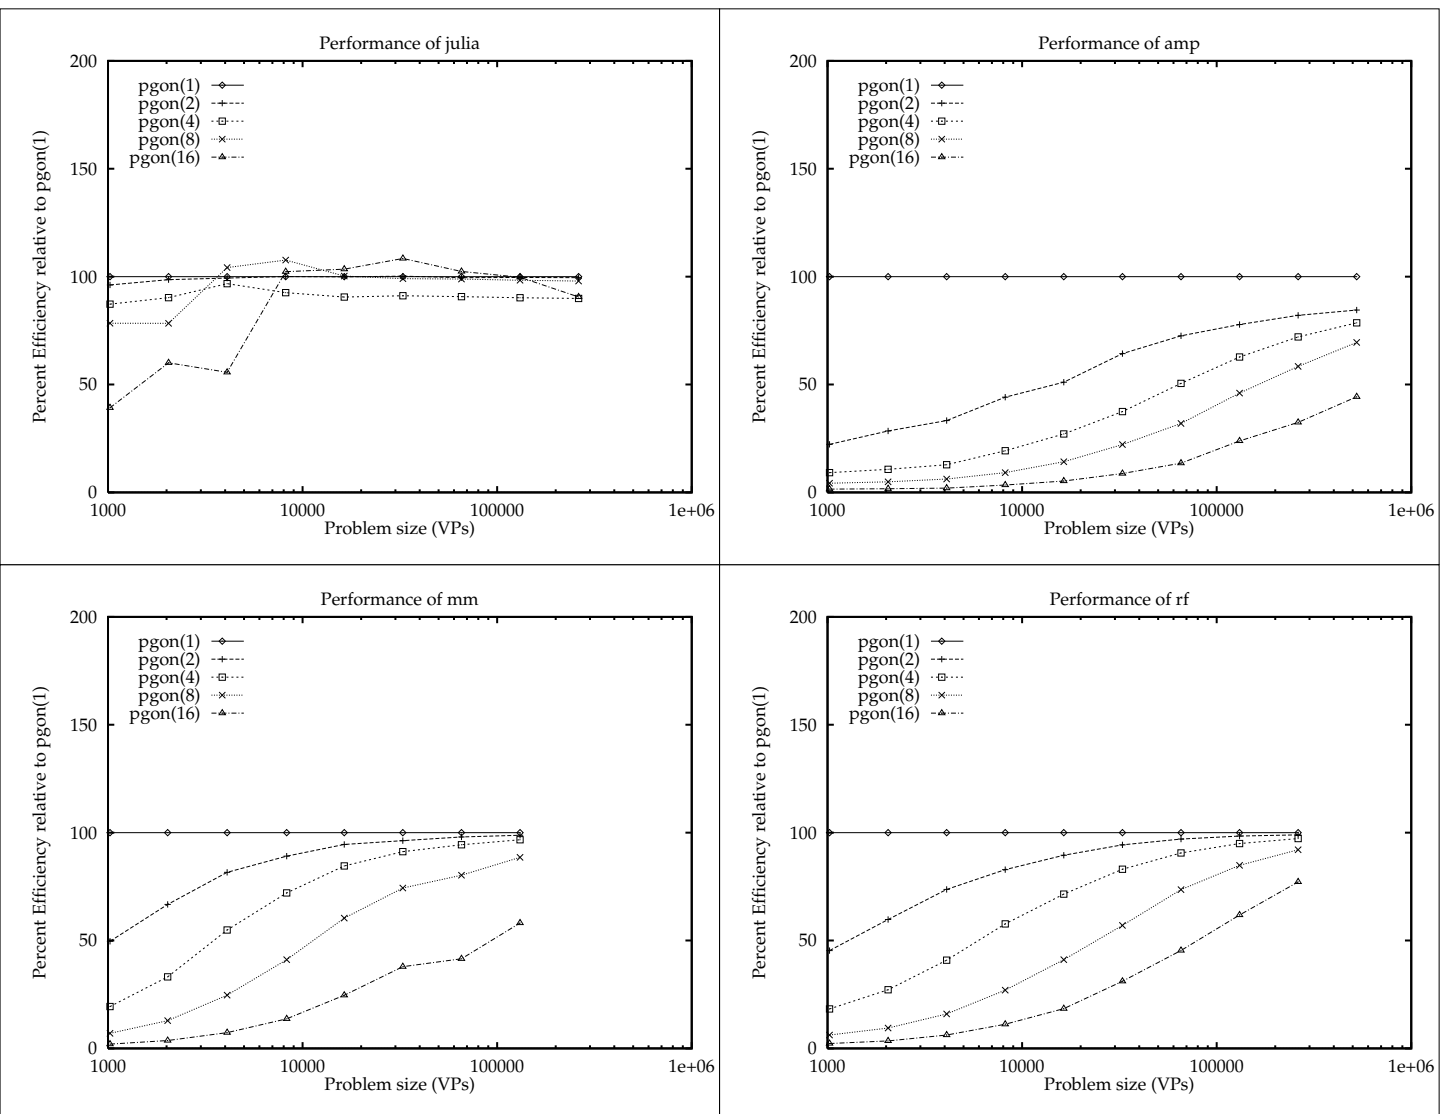 Performance of julia
200
150
100
50
0
Percent Efficiency relative to pgon(1)
pgon(1)
pgon(2)
pgon(4)
pgon(8)
pgon(16)
1000 10000 100000 1e+06
Problem size (VPs)
Performance of amp
200
150
100
50
0
Percent Efficiency relative to pgon(1)
pgon(1)
pgon(2)
pgon(4)
pgon(8)
pgon(16)
1000 10000 100000 1e+06
Problem size (VPs)
Performance of mm
200
150
100
50
0
Percent Efficiency relative to pgon(1)
pgon(1)
pgon(2)
pgon(4)
pgon(8)
pgon(16)
1000 10000 100000 1e+06
Problem size (VPs)
Performance of rf
200
150
100
50
0
Percent Efficiency relative to pgon(1)
pgon(1)
pgon(2)
pgon(4)
pgon(8)
pgon(16)
1000 10000 100000 1e+06
Problem size (VPs)